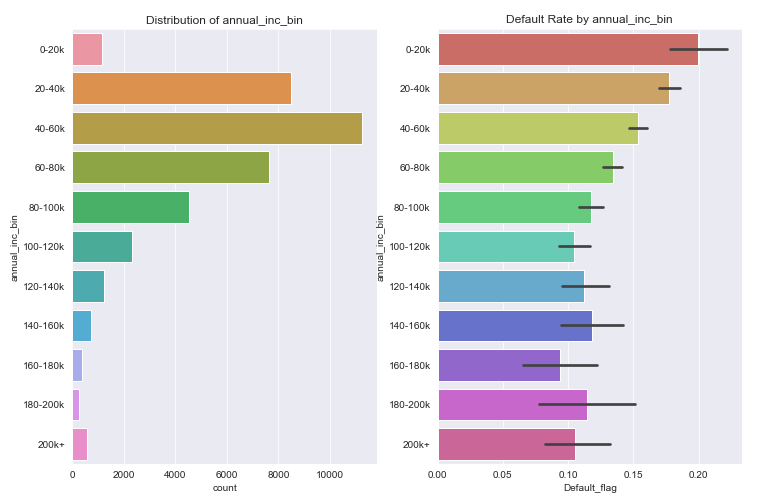 Distribution of annual_inc_bin
annual_inc_bin
0-20k
20-40k
40-60k
60-80k
80-100k
100-120k
120-140k
140-160k
160-180k
180-200k
200k+
0 2000 4000 6000 8000 10000
count
Default Rate by annual_inc_bin
annual_inc_bin
0-20k
20-40k
40-60k
60-80k
80-100k
100-120k
120-140k
140-160k
160-180k
180-200k
200k+
0.00 0.05 0.10 0.15 0.20
Default_flag